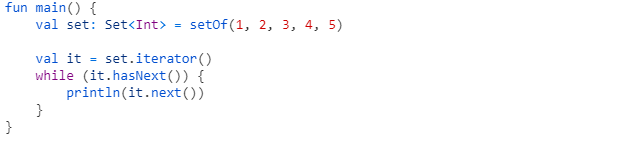 fun main() {
    val set: Set<Int> = setOf(1, 2, 3, 4, 5)

    val it = set.iterator()
    while (it.hasNext()) {
        println(it.next())
    }
}